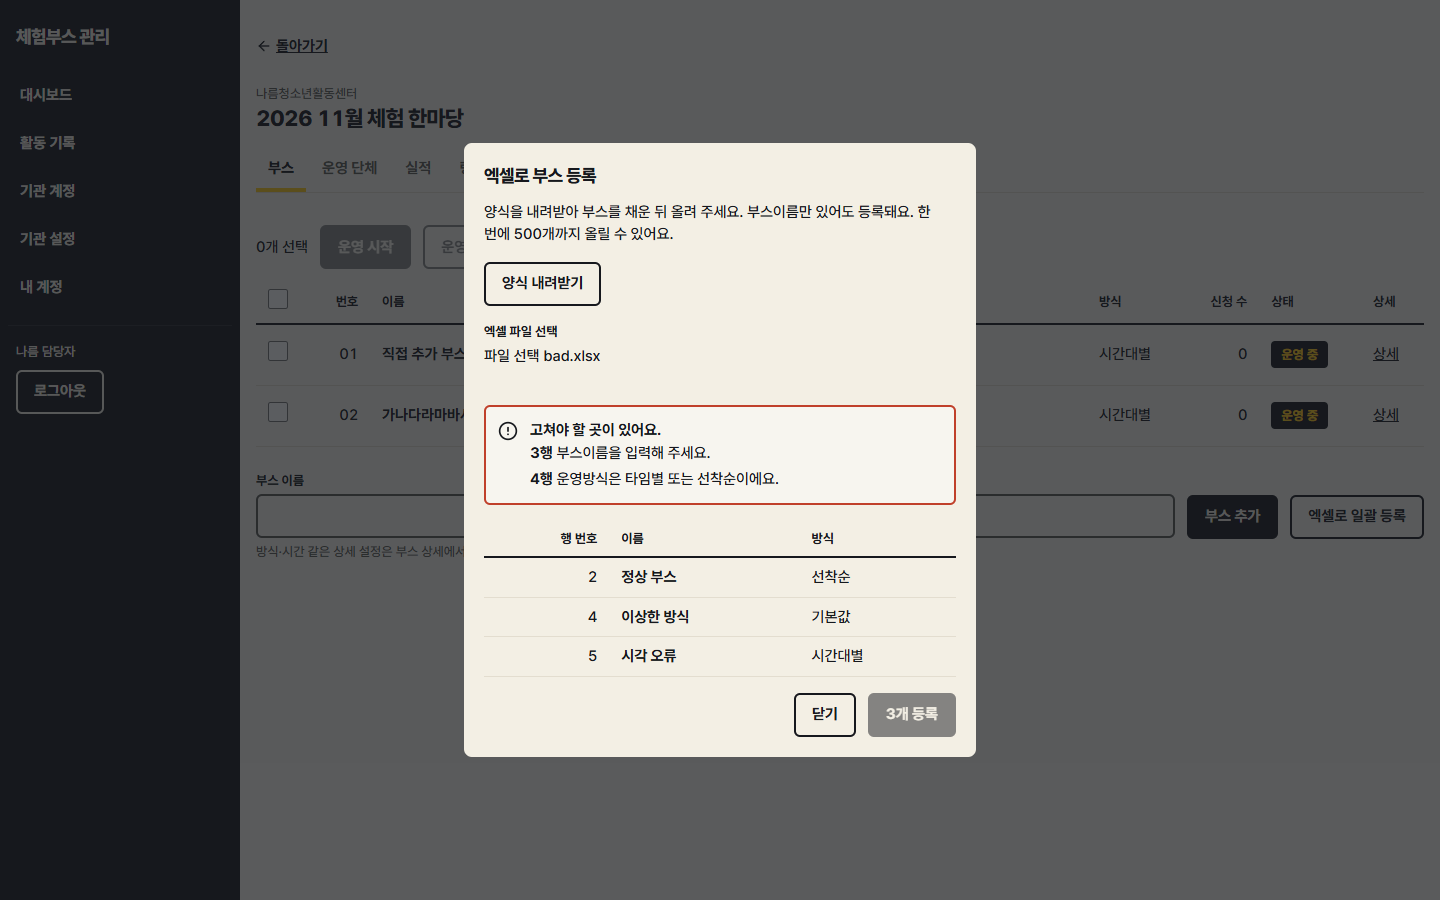 체험부스 관리
대시보드
활동 기록
기관 계정
기관 설정
내 계정
나름 담당자
로그아웃
돌아가기
나름청소년활동센터
2026 11월 체험 한마당
부스 운영 단체 실적
0개 선택 운영 시작 운영
번호 이름 방식 신청 수 상태 상세
01 직접 추가 부스 시간대별 0 운영 중 상세
02 가나다라마바 시간대별 0 운영 중 상세
부스 이름
부스 추가 엑셀로 일괄 등록
방식·시간 같은 상세 설정은 부스 상세에서
엑셀로 부스 등록
양식을 내려받아 부스를 채운 뒤 올려 주세요. 부스이름만 있어도 등록돼요. 한
번에 500개까지 올릴 수 있어요.
양식 내려받기
엑셀 파일 선택
파일 선택 bad.xlsx
고쳐야 할 곳이 있어요.
3행 부스이름을 입력해 주세요.
4행 운영방식은 타임별 또는 선착순이에요.
행 번호 이름 방식
2 정상 부스 선착순
4 이상한 방식 기본값
5 시각 오류 시간대별
닫기 3개 등록